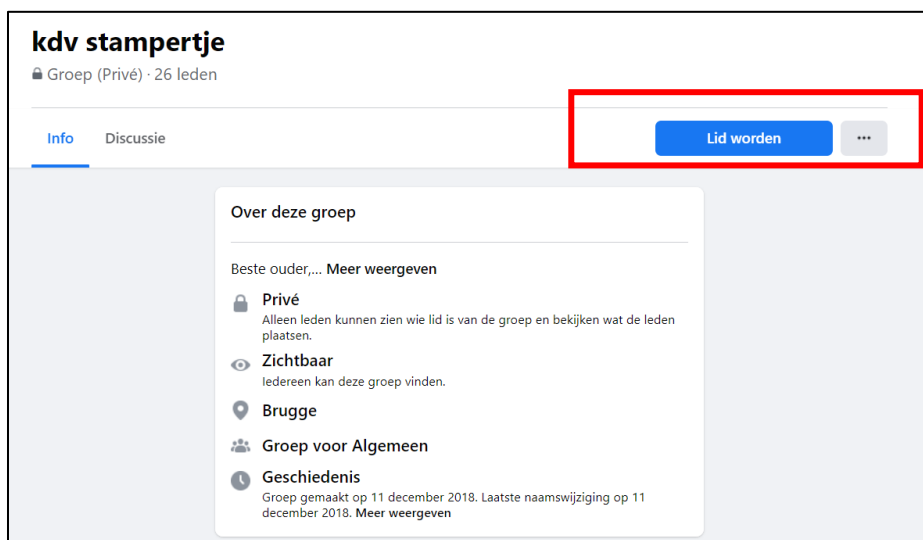 kdv stampertje
Groep (Privé) · 26 leden
Info
Discussie
Lid worden
...
Over deze groep
Beste ouder,... Meer weergeven
Privé
Alleen leden kunnen zien wie lid is van de groep en bekijken wat de leden
plaatsen.
Zichtbaar
Iedereen kan deze groep vinden.
Brugge
Groep voor Algemeen
Geschiedenis
Groep gemaakt op 11 december 2018. Laatste naamswijziging op 11
december 2018. Meer weergeven